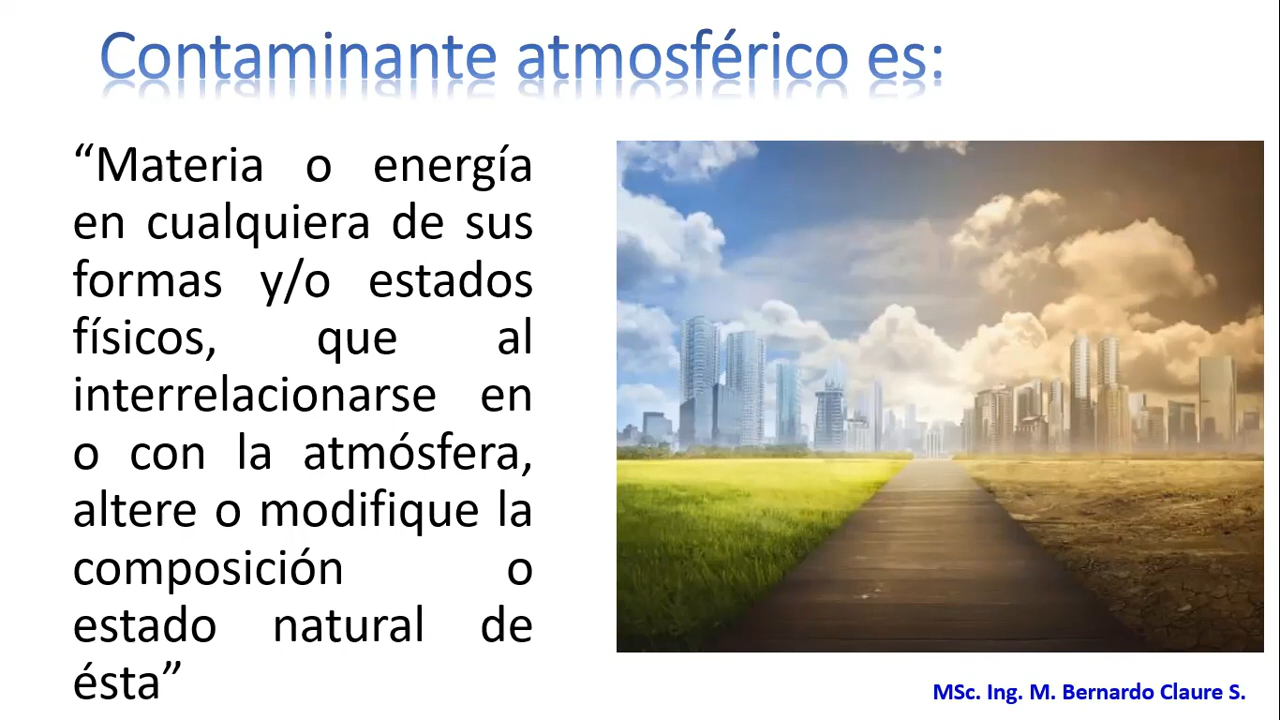 Contaminante atmosférico es:
“Materia o energía
en cualquiera de sus
formas y/o estados
físicos, que al
interrelacionarse en
o con la atmósfera,
altere o modifique la
composición o
estado natural de
ésta”
MSc. Ing. M. Bernardo Claure S.